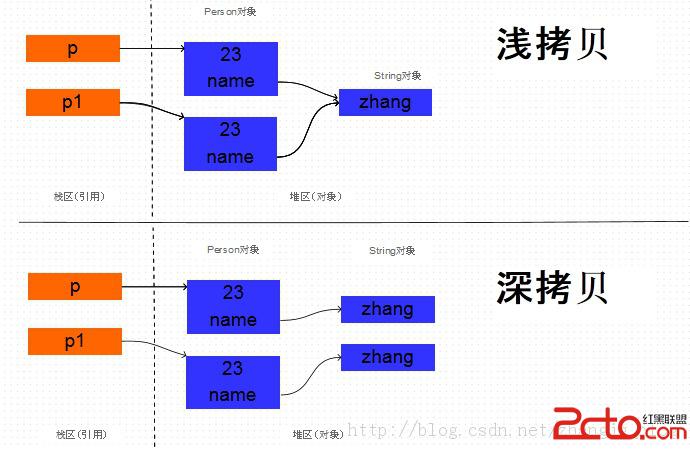 Person对象
浅拷贝
p
23
name
String对象
p1
zhang
23
name
栈区(引用)
堆区(对象)
Person对象
String对象
深拷贝
p
23
name
zhang
p1
zhang
23
name
栈区(引用)
堆区(对象)
http://blog.csdn.net/
红黑联盟
2cto.com